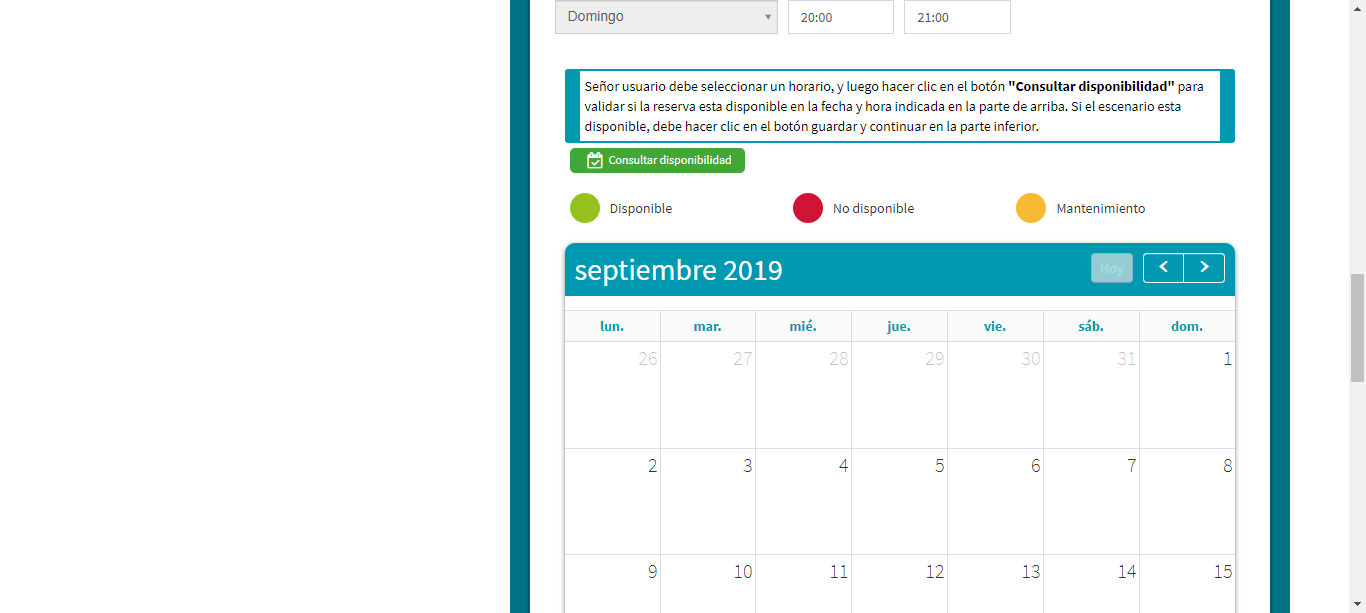 Domingo 20:00 21:00
Señor usuario debe seleccionar un horario, y luego hacer clic en el botón "Consultar disponibilidad" para
validar si la reserva esta disponible en la fecha y hora indicada en la parte de arriba. Si el escenario esta
disponible, debe hacer clic en el botón guardar y continuar en la parte inferior.
Consultar disponibilidad
Disponible No disponible Mantenimiento
septiembre 2019 Hoy
lun. mar. mié. jue. vie. sáb. dom.
26 27 28 29 30 31 1
2 3 4 5 6 7 8
9 10 11 12 13 14 15